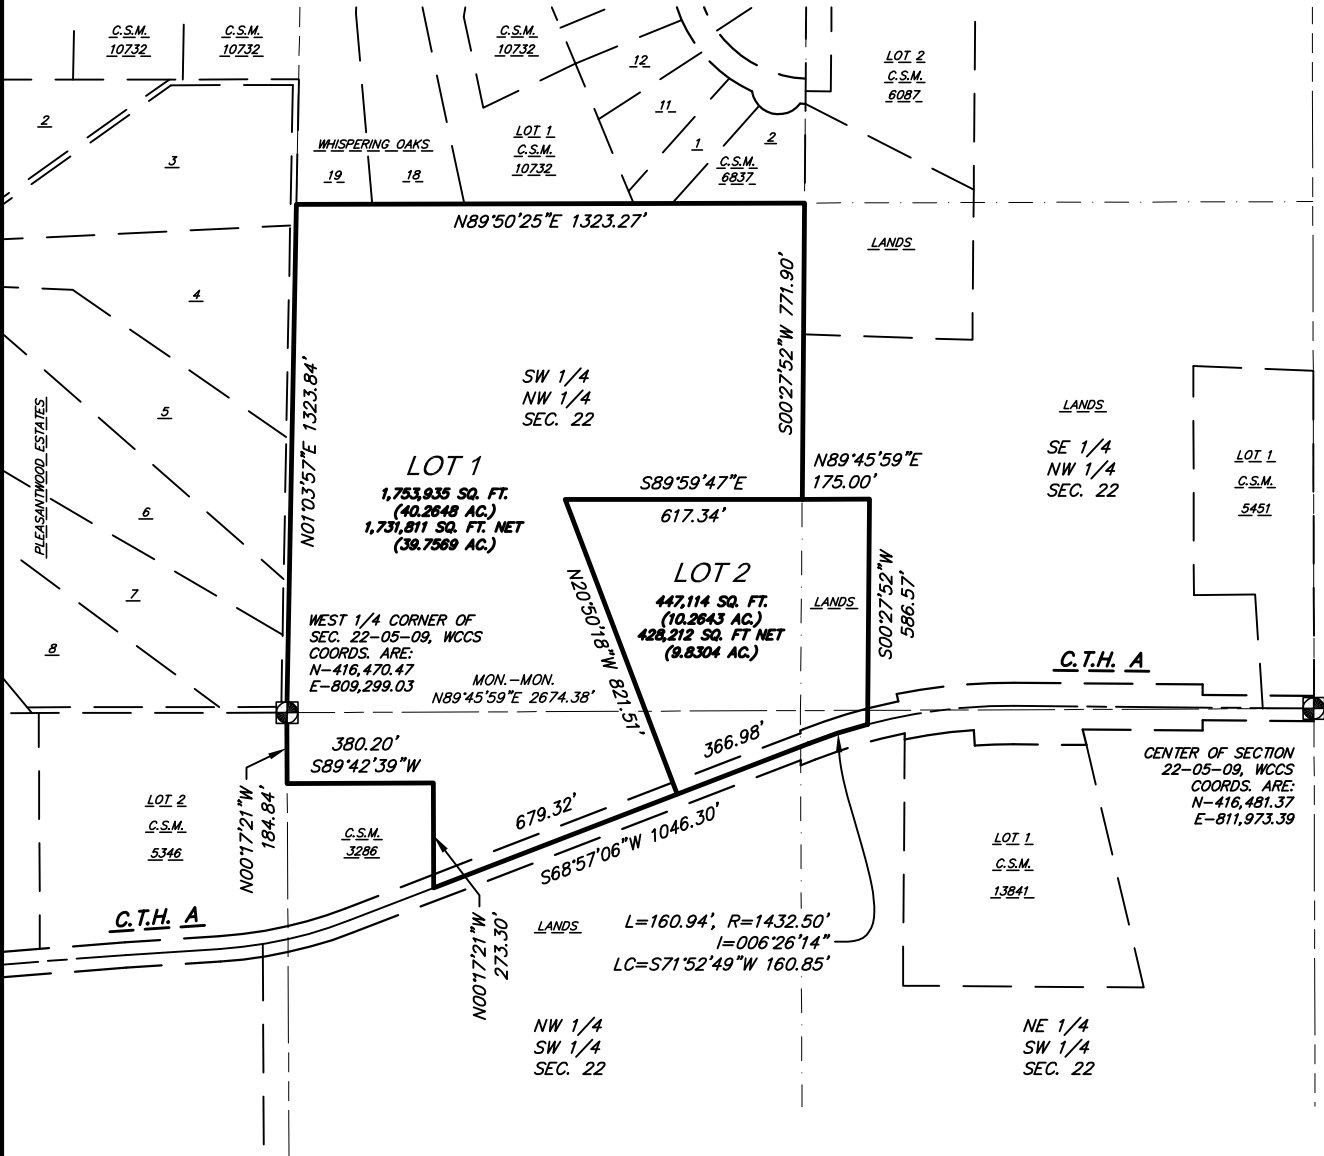 C.S.M.
10732
C.S.M.
10732
C.S.M.
10732
LOT 2
C.S.M.
6087
12
11
1
2
C.S.M.
6837
2
3
WHISPERING OAKS
19
18
LOT 1
C.S.M.
10732
N89°50'25"E 1323.27'
LANDS
4
S00°27'52"W 771.90'
N01°03'57"E 1323.84'
SW 1/4
NW 1/4
SEC. 22
LANDS
SE 1/4
NW 1/4
SEC. 22
LOT 1
C.S.M.
5451
5
PLEASANTWOOD ESTATES
6
7
8
LOT 1
1,753,935 SQ. FT.
(40.2648 AC.)
1,731,811 SQ. FT. NET
(39.7569 AC.)
S89°59'47"E
617.34'
N89°45'59"E
175.00'
LOT 2
447,114 SQ. FT.
(10.2643 AC.)
428,212 SQ. FT NET
(9.8304 AC.)
LANDS
S00°27'52"W
586.57'
N20°50'18"W 821.51'
WEST 1/4 CORNER OF
SEC. 22-05-09, WCCS
COORDS. ARE:
N-416,470.47
E-809,299.03
MON.-MON.
N89°45'59"E 2674.38'
C.T.H. A
380.20'
S89°42'39"W
366.98'
679.32'
S68°57'06"W 1046.30'
CENTER OF SECTION
22-05-09, WCCS
COORDS. ARE:
N-416,481.37
E-811,973.39
LOT 2
C.S.M.
5346
N00°17'21"W
184.84'
C.S.M.
3286
LOT 1
C.S.M.
13841
C.T.H. A
N00°17'21"W
273.30'
LANDS
L=160.94', R=1432.50'
I=006°26'14"
LC=S71°52'49"W 160.85'
NW 1/4
SW 1/4
SEC. 22
NE 1/4
SW 1/4
SEC. 22